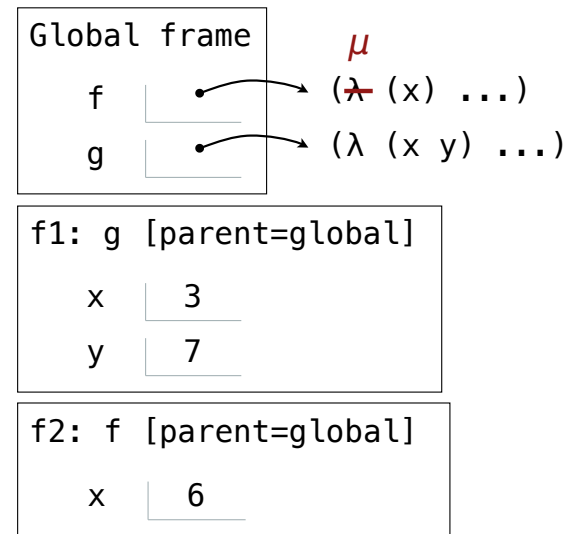 Global frame
μ
f (λ (x) ...)
g (λ (x y) ...)
f1: g [parent=global]
x 3
y 7
f2: f [parent=global]
x 6